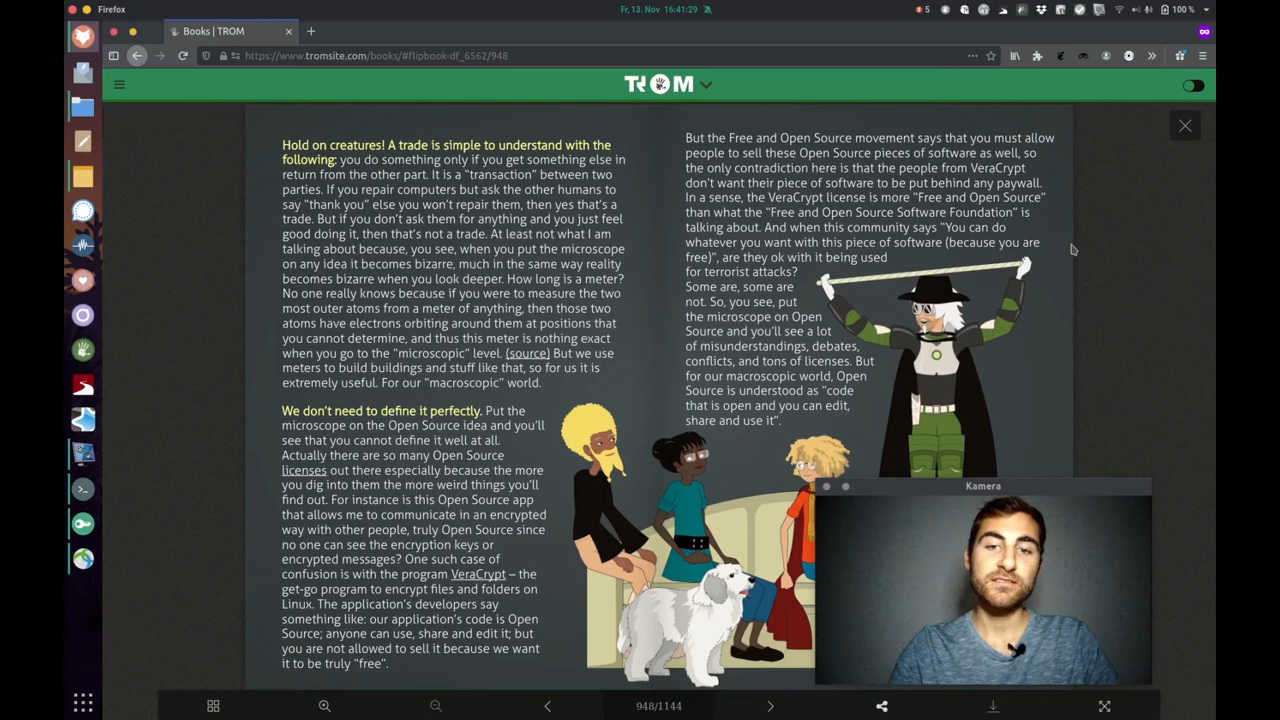 Firefox
Fr, 13. Nov 16:41:29
5
100 %
Books | TROM
https://www.tromsite.com/books/#flipbook-df_6562/948
TROM
Hold on creatures! A trade is simple to understand with the
following: you do something only if you get something else in
return from the other part. It is a “transaction” between two
parties. If you repair computers but ask the other humans to
say “thank you” else you won’t repair them, then yes that’s a
trade. But if you don’t ask them for anything and you just feel
good doing it, then that’s not a trade. At least not what I am
talking about because, you see, when you put the microscope
on any idea it becomes bizarre, much in the same way reality
becomes bizarre when you look deeper. How long is a meter?
No one really knows because if you were to measure the two
most outer atoms from a meter of anything, then those two
atoms have electrons orbiting around them at positions that
you cannot determine, and thus this meter is nothing exact
when you go to the “microscopic” level. (source) But we use
meters to build buildings and stuff like that, so for us it is
extremely useful. For our “macroscopic” world.
We don’t need to define it perfectly. Put the
microscope on the Open Source idea and you’ll
see that you cannot define it well at all.
Actually there are so many Open Source
licenses out there especially because the more
you dig into them the more weird things you’ll
find out. For instance is this Open Source app
that allows me to communicate in an encrypted
way with other people, truly Open Source since
no one can see the encryption keys or
encrypted messages? One such case of
confusion is with the program VeraCrypt – the
get-go program to encrypt files and folders on
Linux. The application’s developers say
something like: our application’s code is Open
Source; anyone can use, share and edit it; but
you are not allowed to sell it because we want
it to be truly “free”.
But the Free and Open Source movement says that you must allow
people to sell these Open Source pieces of software as well, so
the only contradiction here is that the people from VeraCrypt
don’t want their piece of software to be put behind any paywall.
In a sense, the VeraCrypt license is more “Free and Open Source”
than what the “Free and Open Source Software Foundation” is
talking about. And when this community says “You can do
whatever you want with this piece of software (because you are
free)”, are they ok with it being used
for terrorist attacks?
Some are, some are
not. So, you see, put
the microscope on Open
Source and you’ll see a lot
of misunderstandings, debates,
conflicts, and tons of licenses. But
for our macroscopic world, Open
Source is understood as “code
that is open and you can edit,
share and use it”.
Kamera
948/1144